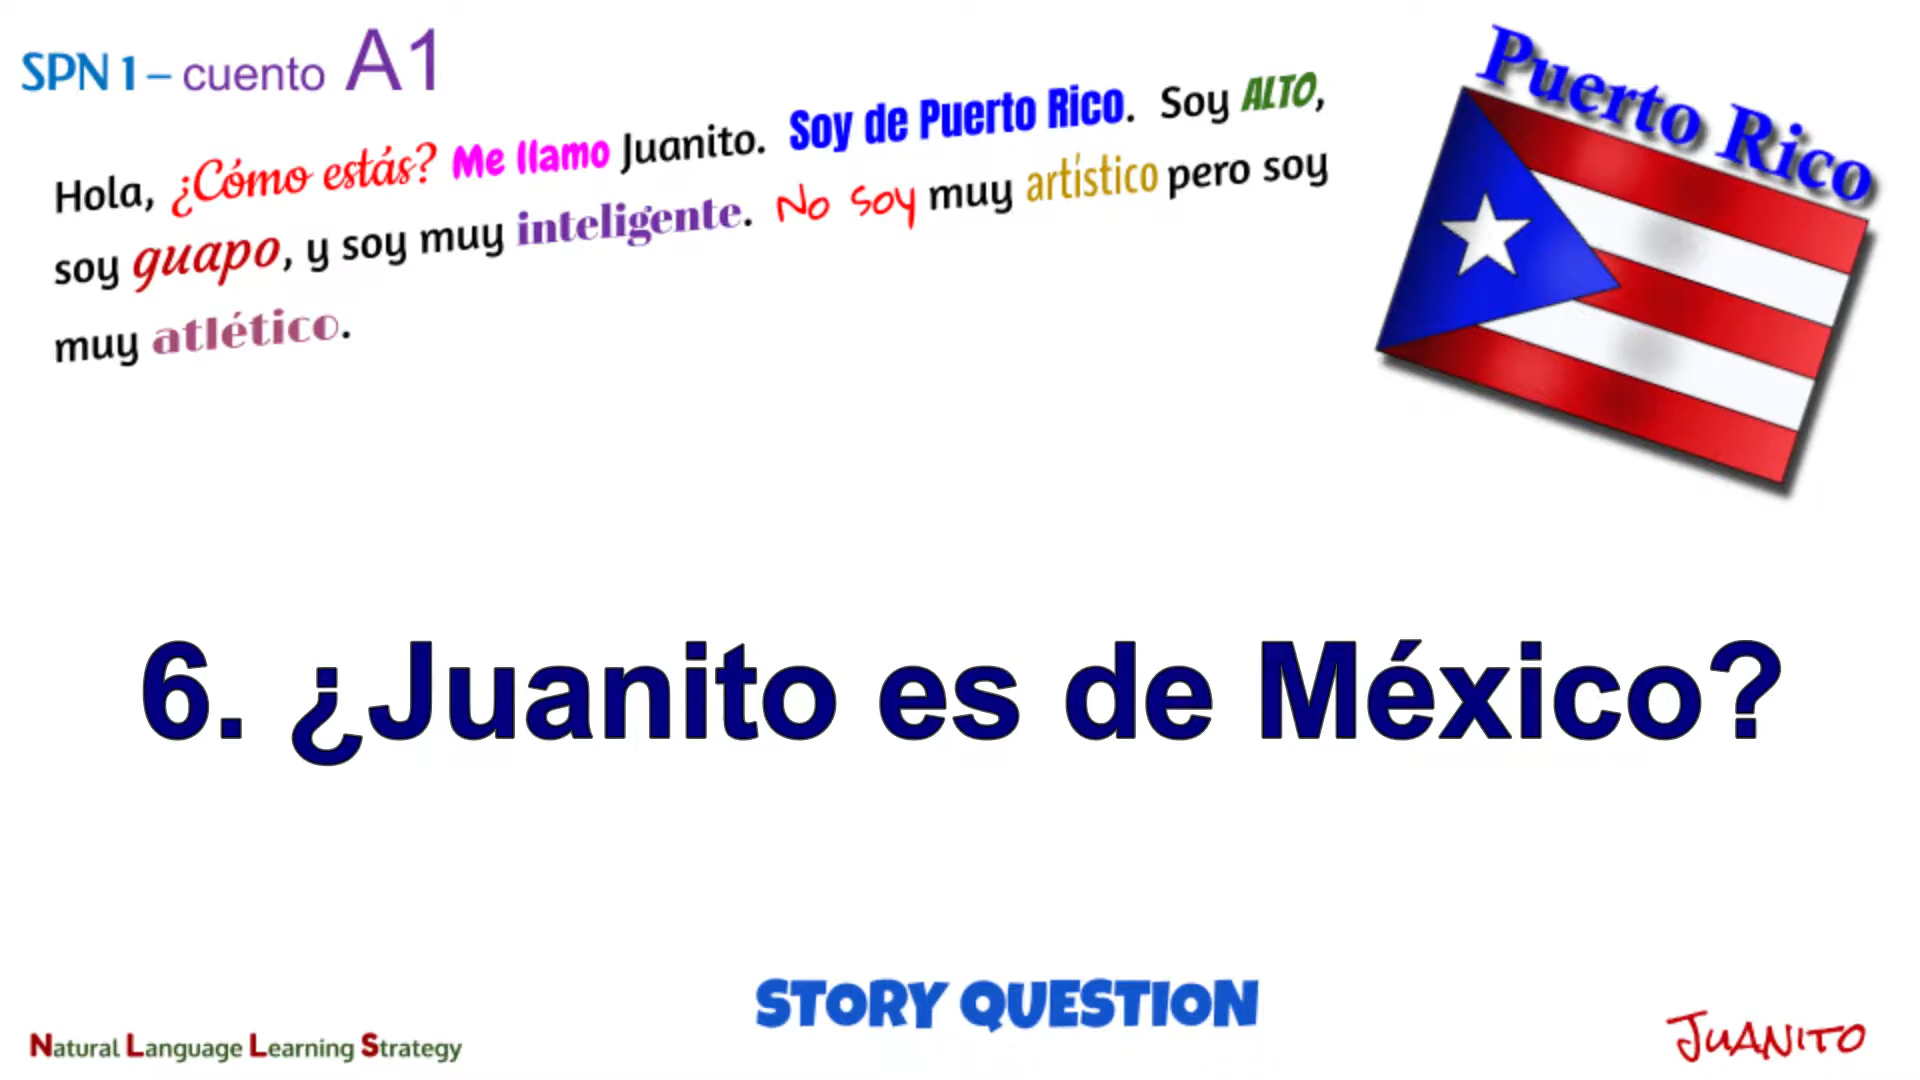 SPN 1 – cuento A1
Hola, ¿Cómo estás? Me llamo Juanito. Soy de Puerto Rico. Soy ALTO,
soy guapo, y soy muy inteligente. No soy muy artístico pero soy
muy atlético.
Puerto Rico
6. ¿Juanito es de México?
STORY QUESTION
Natural Language Learning Strategy
JUANITO